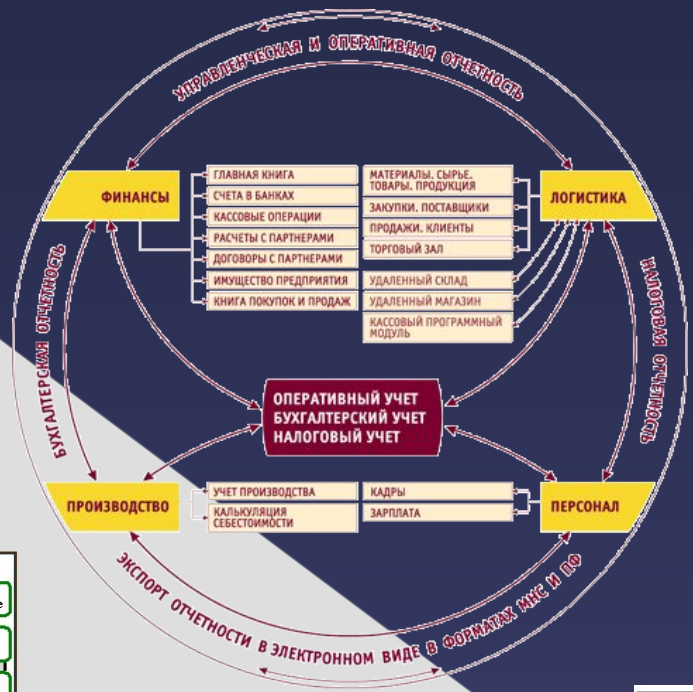 УПРАВЛЕНЧЕСКАЯ И ОПЕРАТИВНАЯ ОТЧЕТНОСТЬ
ФИНАНСЫ
ГЛАВНАЯ КНИГА
СЧЕТА В БАНКАХ
КАССОВЫЕ ОПЕРАЦИИ
РАСЧЕТЫ С ПАРТНЕРАМИ
ДОГОВОРЫ С ПАРТНЕРАМИ
ИМУЩЕСТВО ПРЕДПРИЯТИЯ
КНИГА ПОКУПОК И ПРОДАЖ
МАТЕРИАЛЫ. СЫРЬЕ.
ТОВАРЫ. ПРОДУКЦИЯ
ЗАКУПКИ. ПОСТАВЩИКИ
ПРОДАЖИ. КЛИЕНТЫ
ТОРГОВЫЙ ЗАЛ
УДАЛЕННЫЙ СКЛАД
УДАЛЕННЫЙ МАГАЗИН
КАССОВЫЙ ПРОГРАММНЫЙ
МОДУЛЬ
ЛОГИСТИКА
БУХГАЛТЕРСКАЯ ОТЧЕТНОСТЬ
НАЛОГОВАЯ ОТЧЕТНОСТЬ
ОПЕРАТИВНЫЙ УЧЕТ
БУХГАЛТЕРСКИЙ УЧЕТ
НАЛОГОВЫЙ УЧЕТ
ПРОИЗВОДСТВО
УЧЕТ ПРОИЗВОДСТВА
КАЛЬКУЛЯЦИЯ
СЕБЕСТОИМОСТИ
КАДРЫ
ЗАРПЛАТА
ПЕРСОНАЛ
ЭКСПОРТ ОТЧЕТНОСТИ В ЭЛЕКТРОННОМ ВИДЕ В ФОРМАТАХ МНС И ПФ